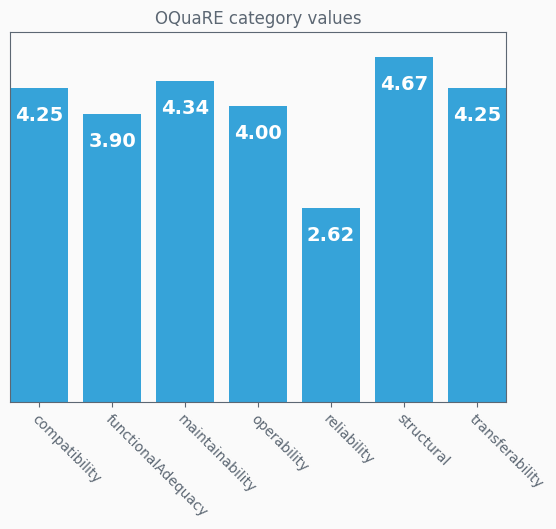 OQuaRE category values
4.25
3.90
4.34
4.00
2.62
4.67
4.25
compatibility
functionalAdequacy
maintainability
operability
reliability
structural
transferability